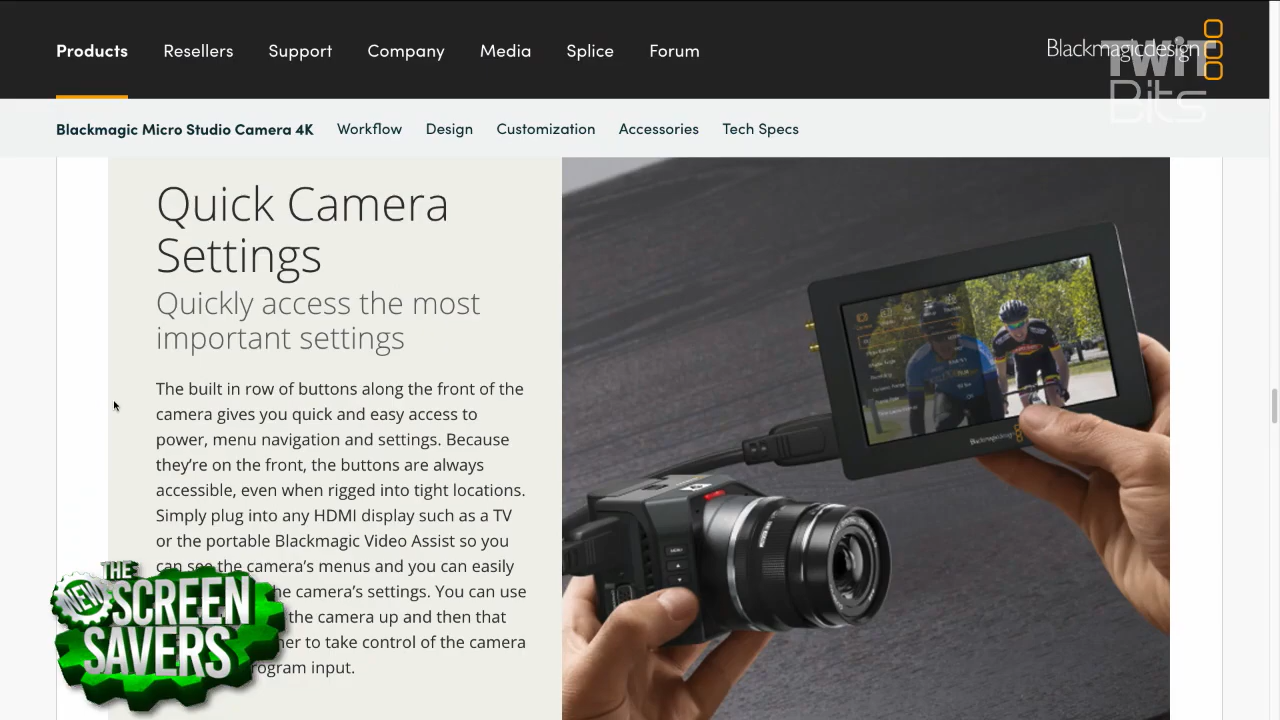 Products Resellers Support Company Media Splice Forum
Blackmagicdesign
TWiT
Bits
Blackmagic Micro Studio Camera 4K Workflow Design Customization Accessories Tech Specs
Quick Camera
Settings
Quickly access the most
important settings
The built in row of buttons along the front of the
camera gives you quick and easy access to
power, menu navigation and settings. Because
they’re on the front, the buttons are always
accessible, even when rigged into tight locations.
Simply plug into any HDMI display such as a TV
or the portable Blackmagic Video Assist so you
can see the camera’s menus and you can easily
the camera’s settings. You can use
the camera up and then that
to take control of the camera
input.
Blackmagicdesign
MENU
THE
NEW
SCREEN
SAVERS